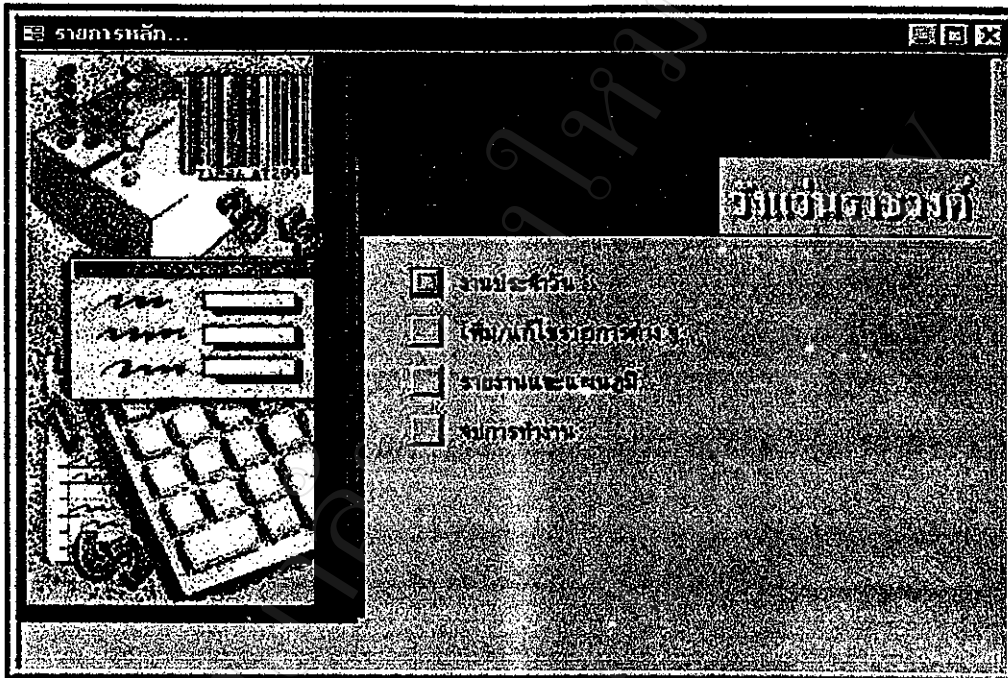 รายการหลัก...
งานประจำวัน
เพิ่ม/แก้ไขรายการต่าง ๆ
รายงานและแผนภูมิ
จบการทำงาน